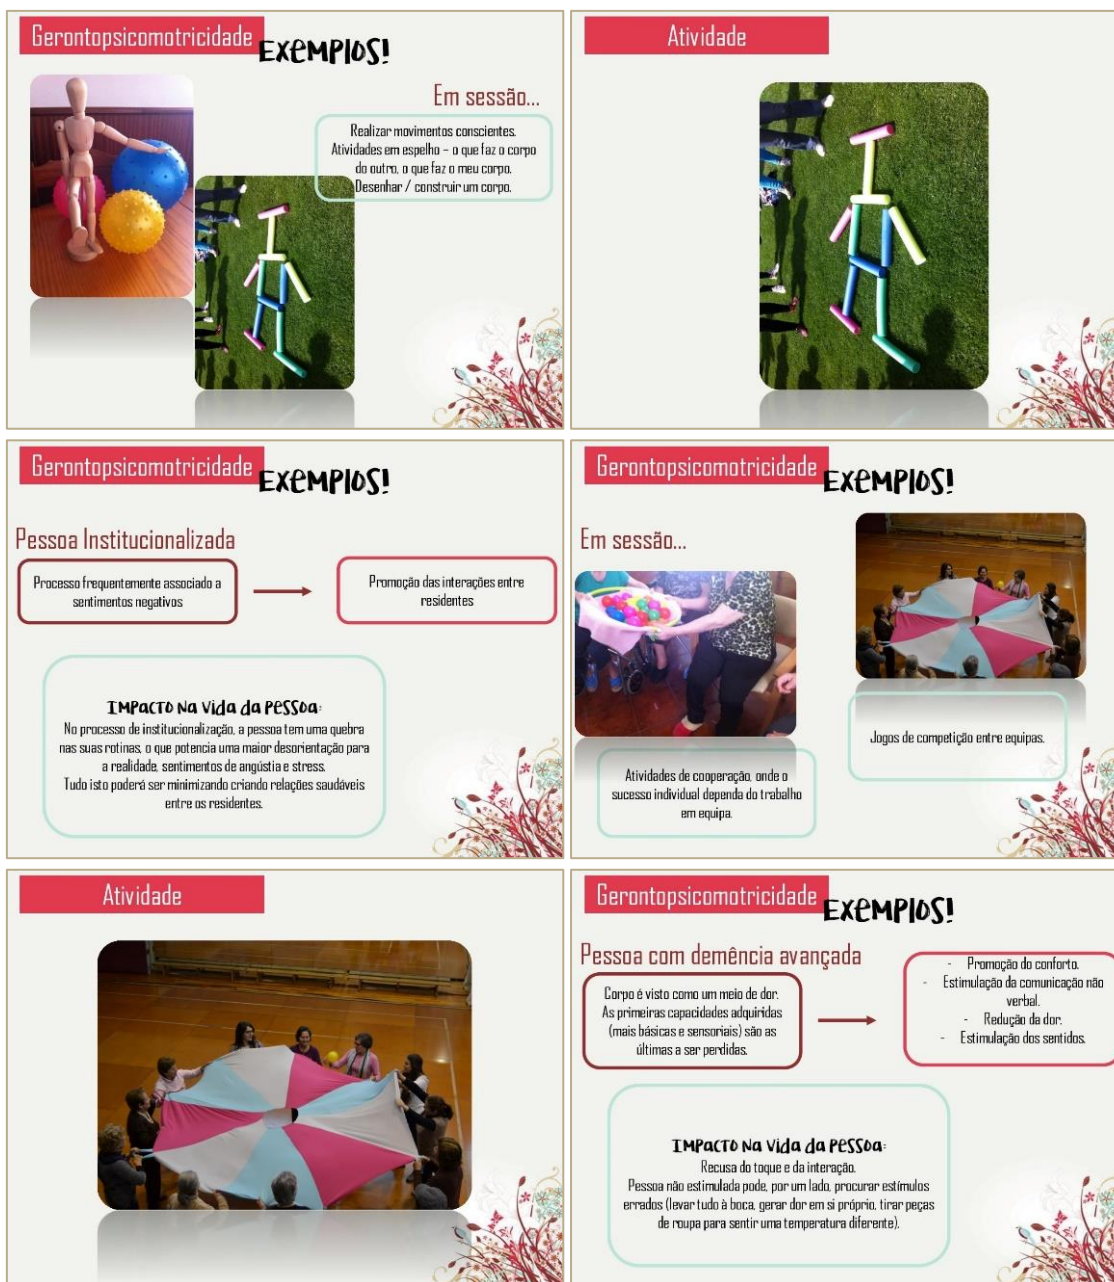 Gerontopsicomotricidade
EXEMPLOS!
Em sessão...
Realizar movimentos conscientes.
Atividades em espelho – o que faz o corpo
do outro, o que faz o meu corpo.
Desenhar / construir um corpo.
Atividade
Gerontopsicomotricidade
EXEMPLOS!
Pessoa Institucionalizada
Processo frequentemente associado a
sentimentos negativos
Promoção das interações entre
residentes
IMPACTO NA VIDA DA PESSOA:
No processo de institucionalização, a pessoa tem uma quebra
nas suas rotinas, o que potencia uma maior desorientação para
a realidade, sentimentos de angústia e stress.
Tudo isto poderá ser minimizando criando relações saudáveis
entre os residentes.
Gerontopsicomotricidade
EXEMPLOS!
Em sessão...
Atividades de cooperação, onde o
sucesso individual dependa do trabalho
em equipa.
Jogos de competição entre equipas.
Atividade
Gerontopsicomotricidade
EXEMPLOS!
Pessoa com demência avançada
Corpo é visto como um meio de dor.
As primeiras capacidades adquiridas
(mais básicas e sensoriais) são as
últimas a ser perdidas.
- Promoção do conforto.
- Estimulação da comunicação não
verbal.
- Redução da dor.
- Estimulação dos sentidos.
IMPACTO NA VIDA DA PESSOA:
Recusa do toque e da interação.
Pessoa não estimulada pode, por um lado, procurar estímulos
errados (levar tudo à boca, gerar dor em si próprio, tirar peças
de roupa para sentir uma temperatura diferente).